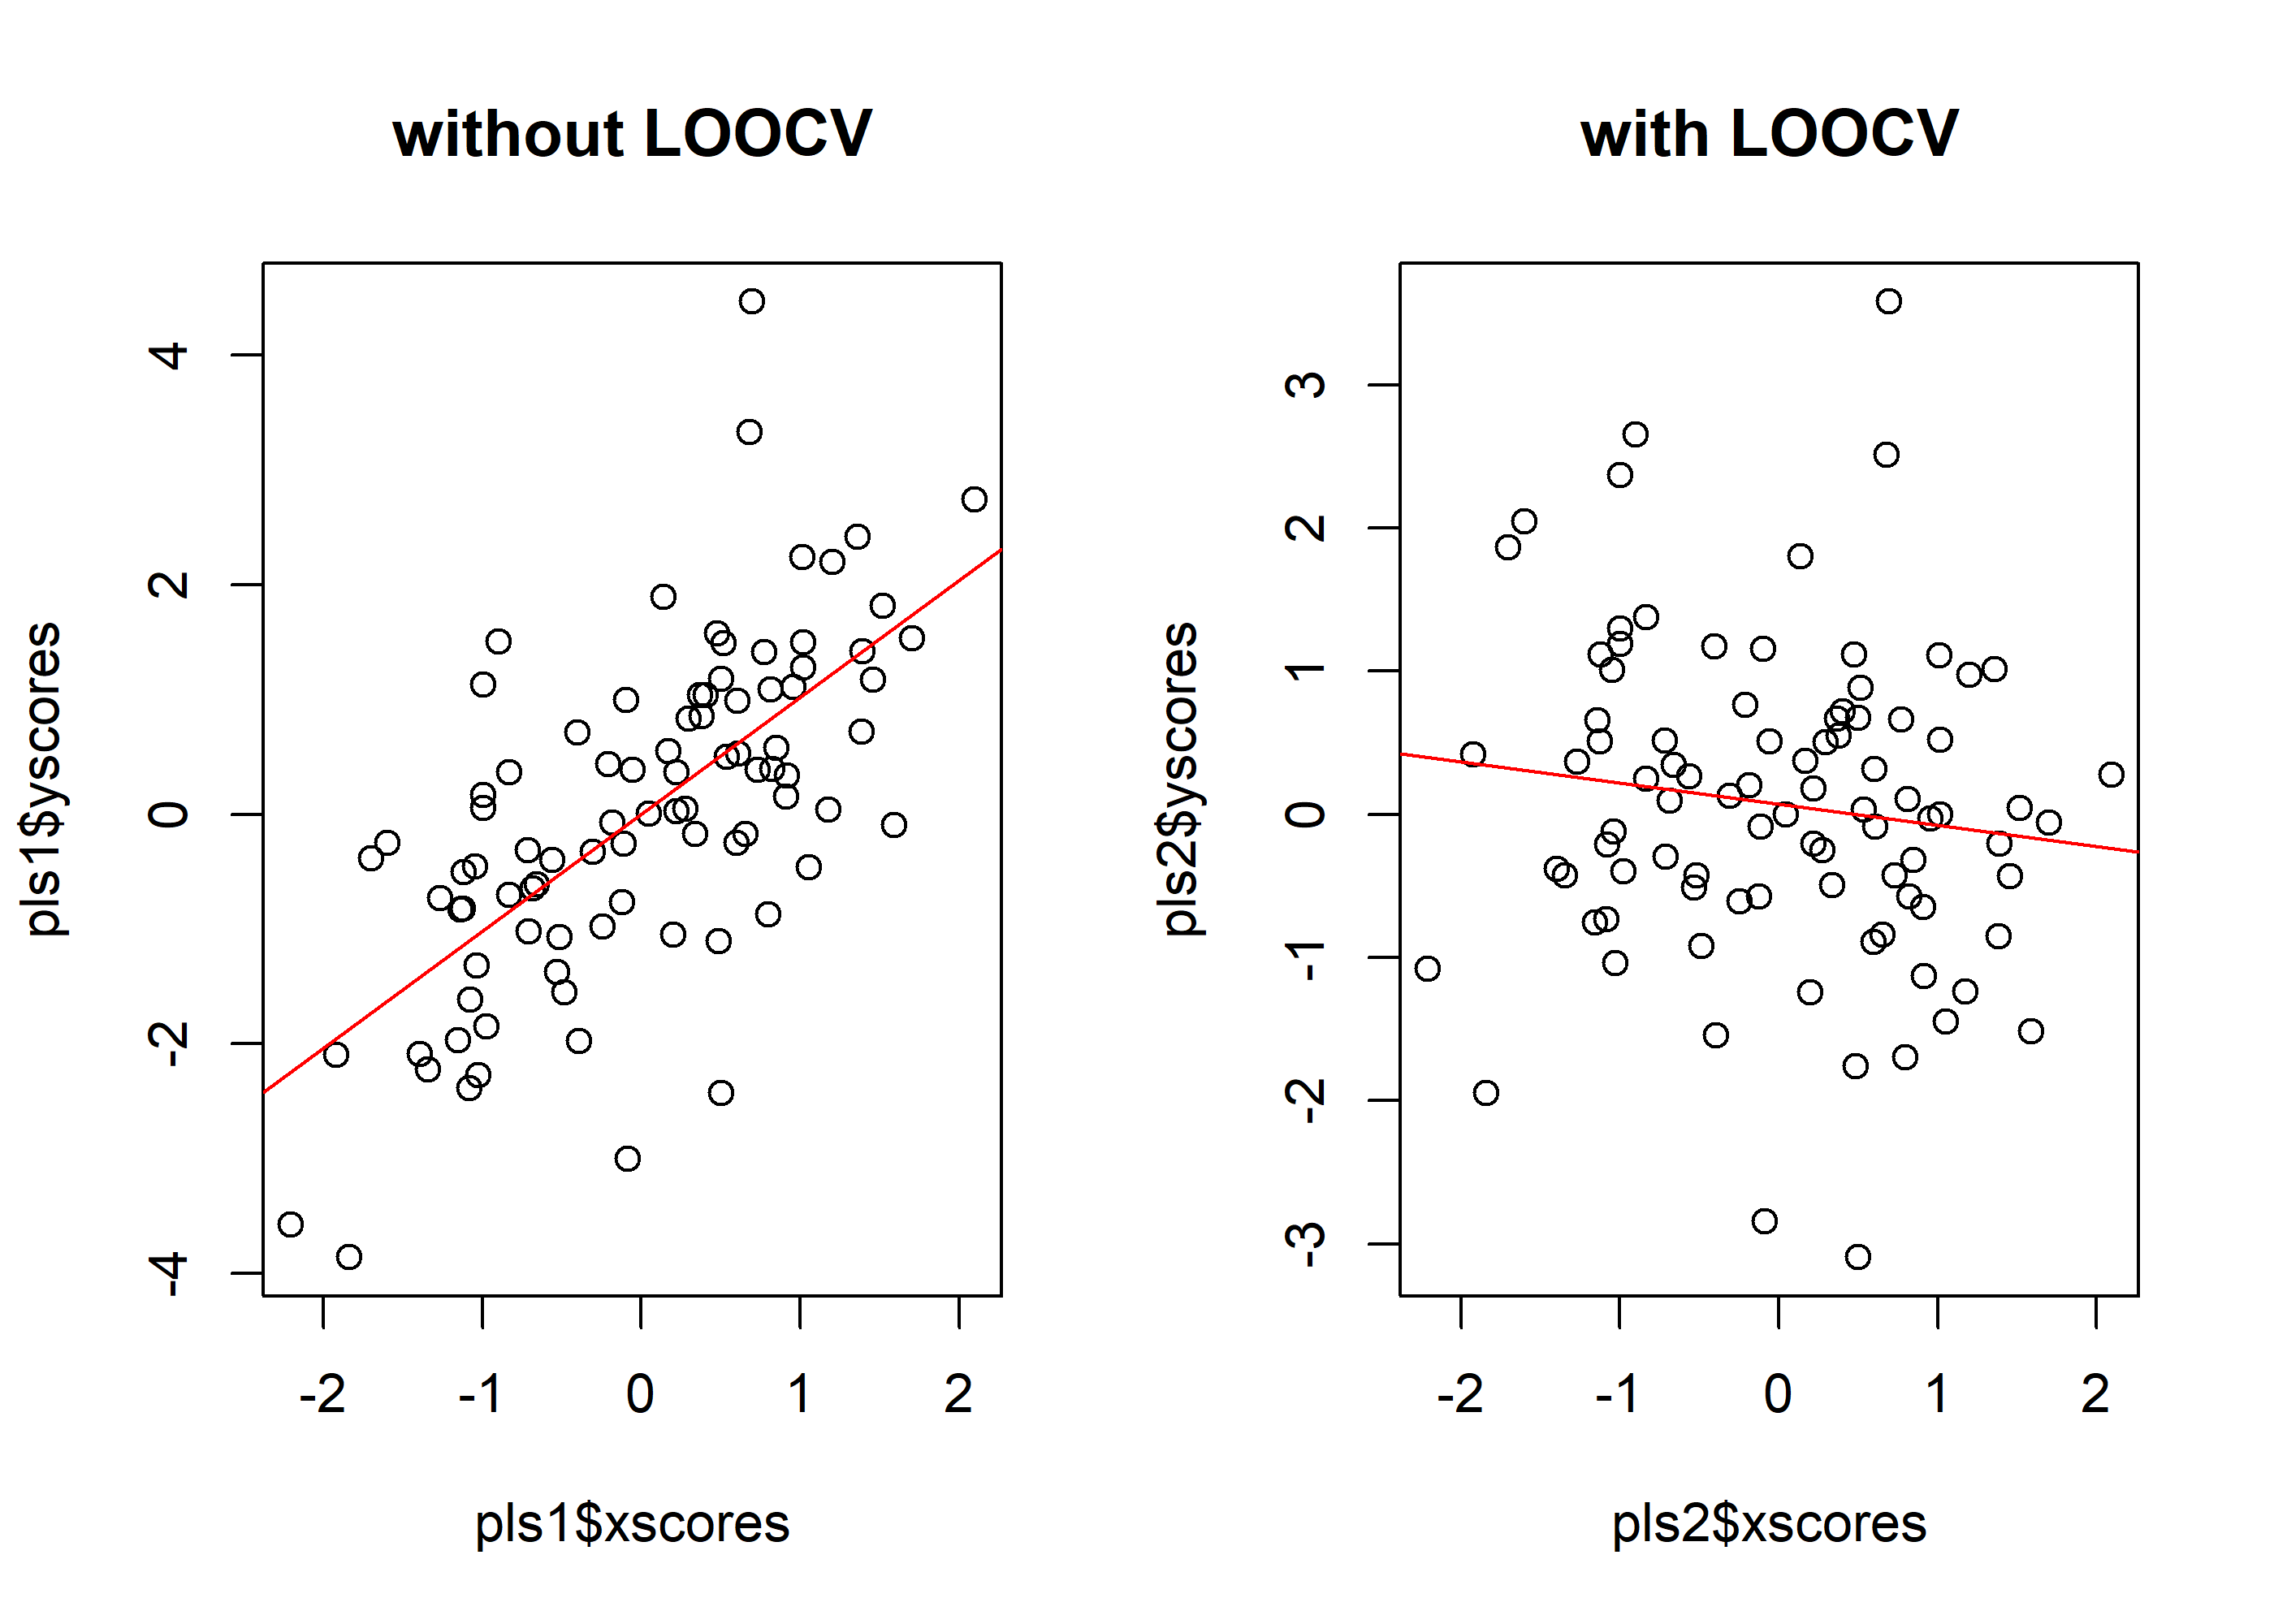 without LOOCV
pls1$yscores
4
2
0
-2
-4
-2 -1 0 1 2
pls1$xscores
with LOOCV
pls2$yscores
3
2
1
0
-1
-2
-3
-2 -1 0 1 2
pls2$xscores